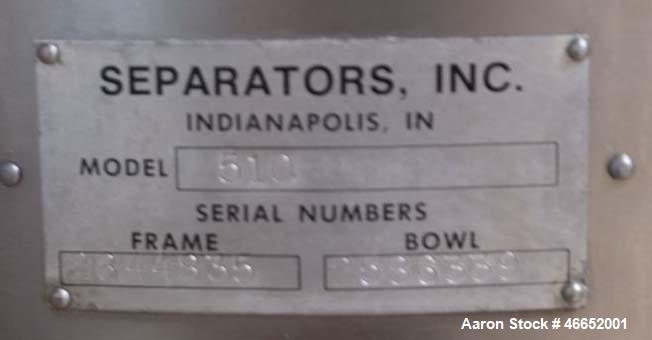 SEPARATORS, INC.
INDIANAPOLIS, IN
MODEL 510
SERIAL NUMBERS
FRAME BOWL
Aaron Stock # 46652001